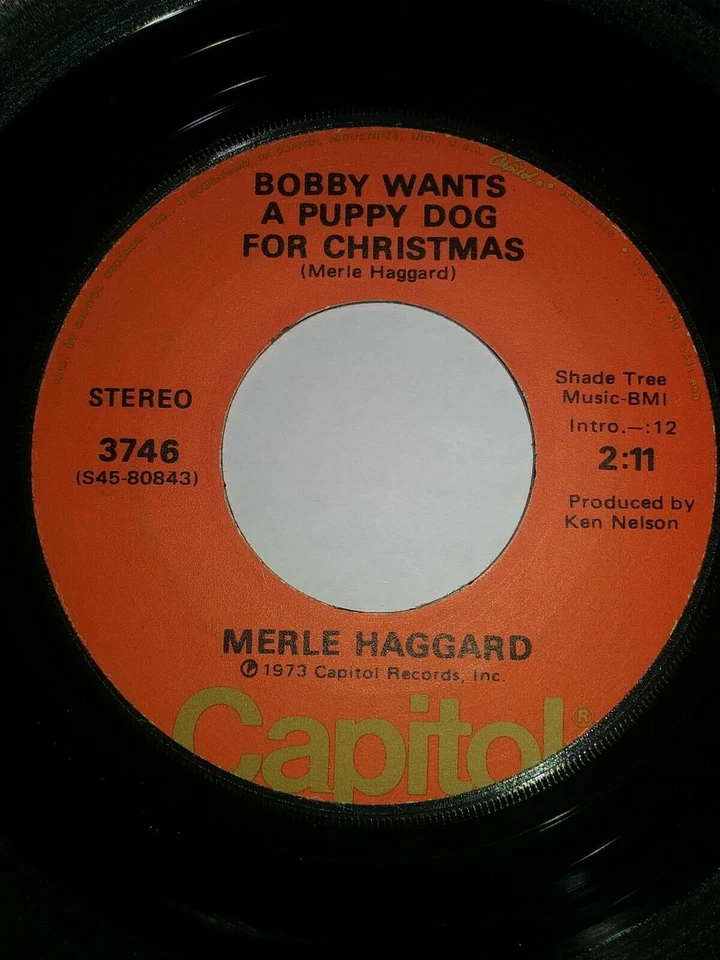 BOBBY WANTS
A PUPPY DOG
FOR CHRISTMAS
(Merle Haggard)
STEREO
3746
(S45-80843)
Shade Tree
Music-BMI
Intro.—:12
2:11
Produced by
Ken Nelson
MERLE HAGGARD
Ⓟ 1973 Capitol Records, Inc.
Capitol®
Capitol